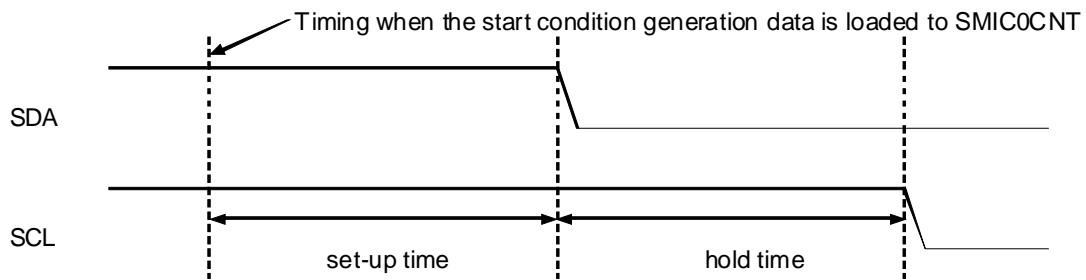 Timing when the start condition generation data is loaded to SMIC0CNT
SDA
SCL
set-up time
hold time